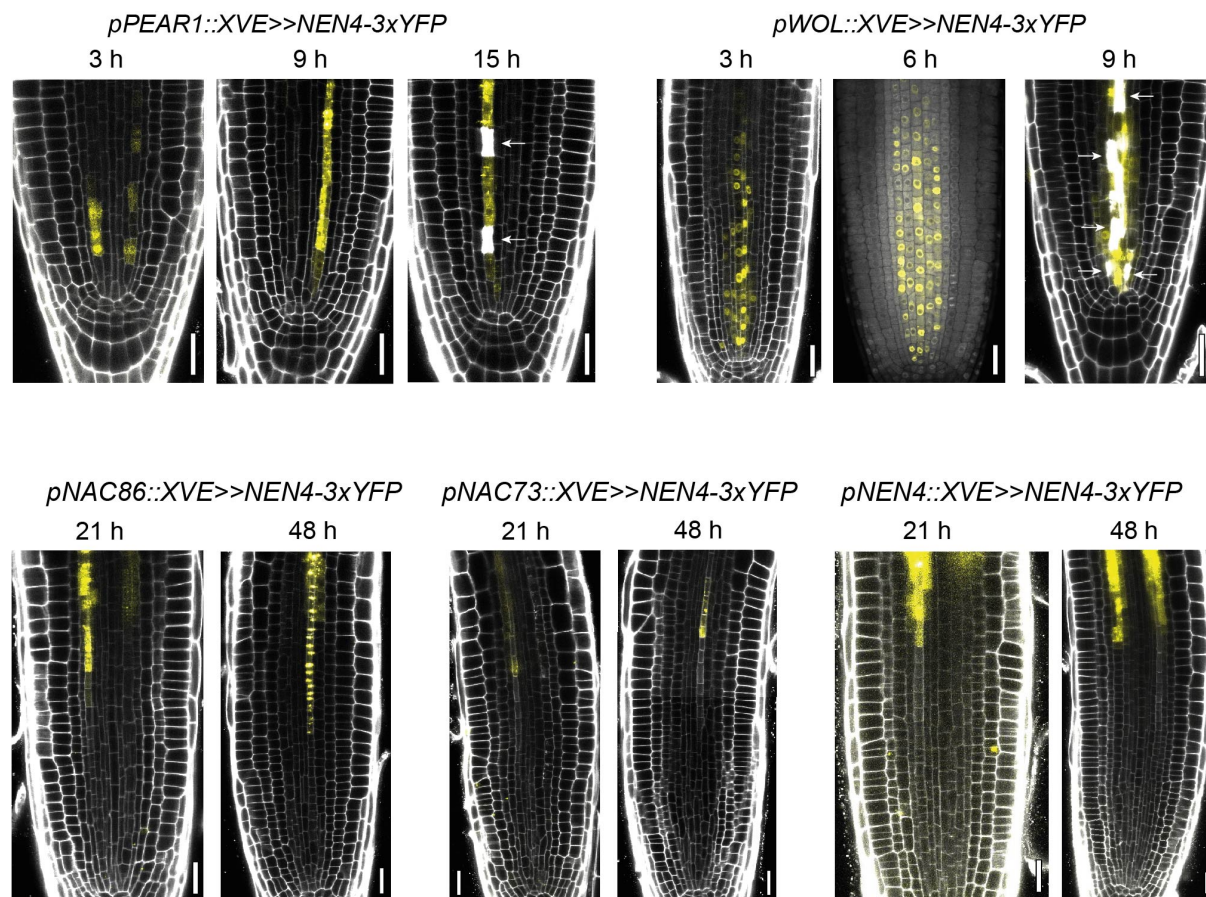 pPEAR1::XVE>>NEN4-3xYFP
3 h 9 h 15 h
pWOL::XVE>>NEN4-3xYFP
3 h 6 h 9 h
pNAC86::XVE>>NEN4-3xYFP
21 h 48 h
pNAC73::XVE>>NEN4-3xYFP
21 h 48 h
pNEN4::XVE>>NEN4-3xYFP
21 h 48 h